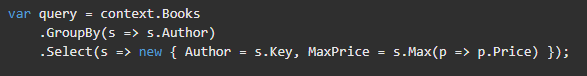 var query = context.Books
.GroupBy(s => s.Author)
.Select(s => new { Author = s.Key, MaxPrice = s.Max(p => p.Price) });